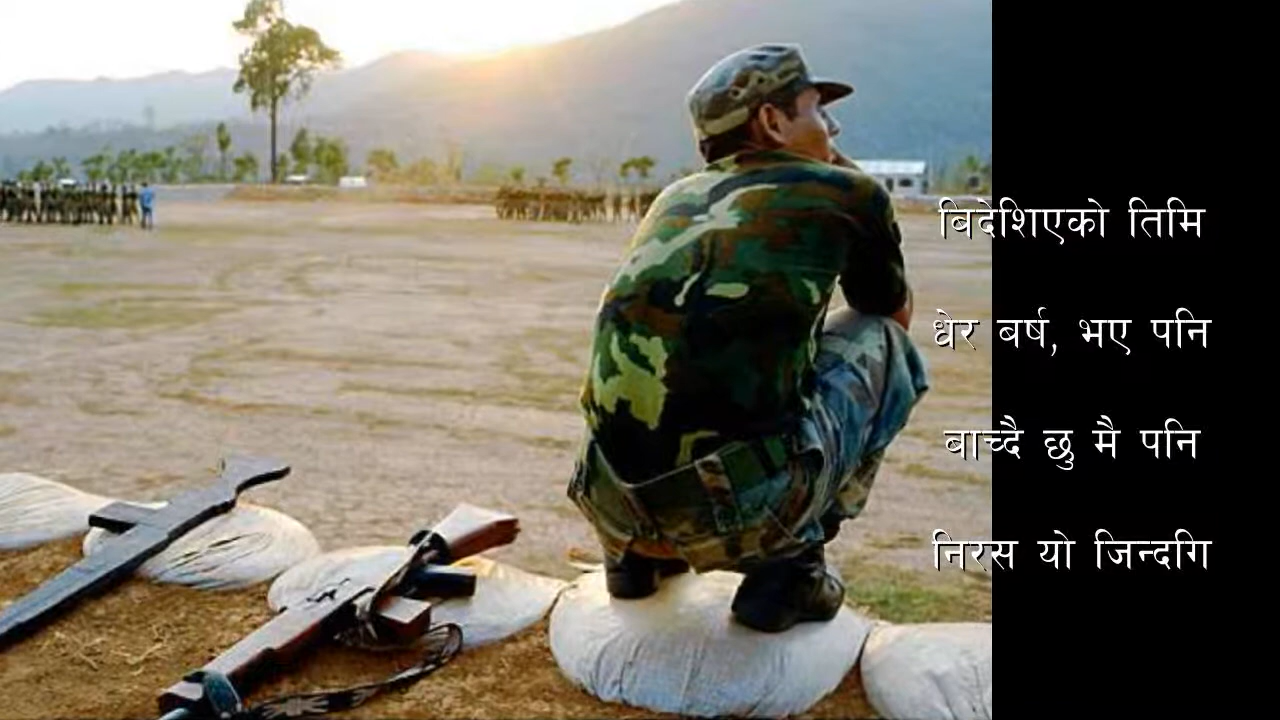 बिदेशिएको तिमि
धेर बर्ष, भए पनि
बाच्दै छु मै पनि
निरस यो जिन्दगि